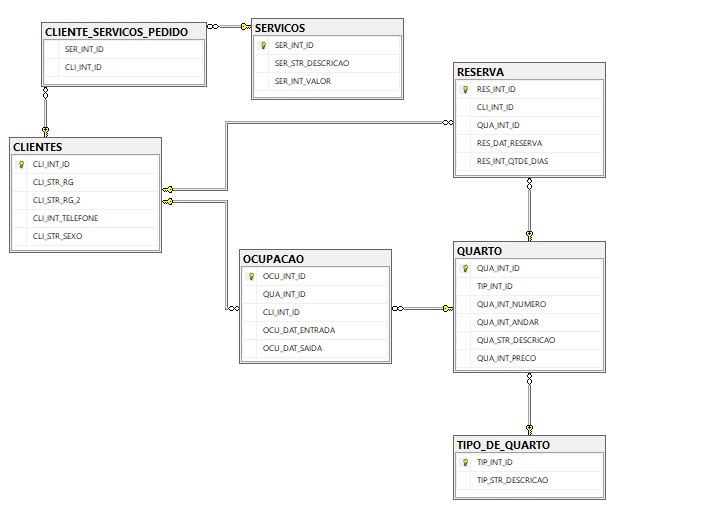 CLIENTE_SERVICOS_PEDIDO
SER_INT_ID
CLI_INT_ID
SERVICOS
SER_INT_ID
SER_STR_DESCRICAO
SER_INT_VALOR
RESERVA
RES_INT_ID
CLI_INT_ID
QUA_INT_ID
RES_DAT_RESERVA
RES_INT_QTDE_DIAS
CLIENTES
CLI_INT_ID
CLI_STR_RG
CLI_STR_RG_2
CLI_INT_TELEFONE
CLI_STR_SEXO
OCUPACAO
OCU_INT_ID
QUA_INT_ID
CLI_INT_ID
OCU_DAT_ENTRADA
OCU_DAT_SAIDA
QUARTO
QUA_INT_ID
TIP_INT_ID
QUA_INT_NUMERO
QUA_INT_ANDAR
QUA_STR_DESCRICAO
QUA_INT_PRECO
TIPO_DE_QUARTO
TIP_INT_ID
TIP_STR_DESCRICAO